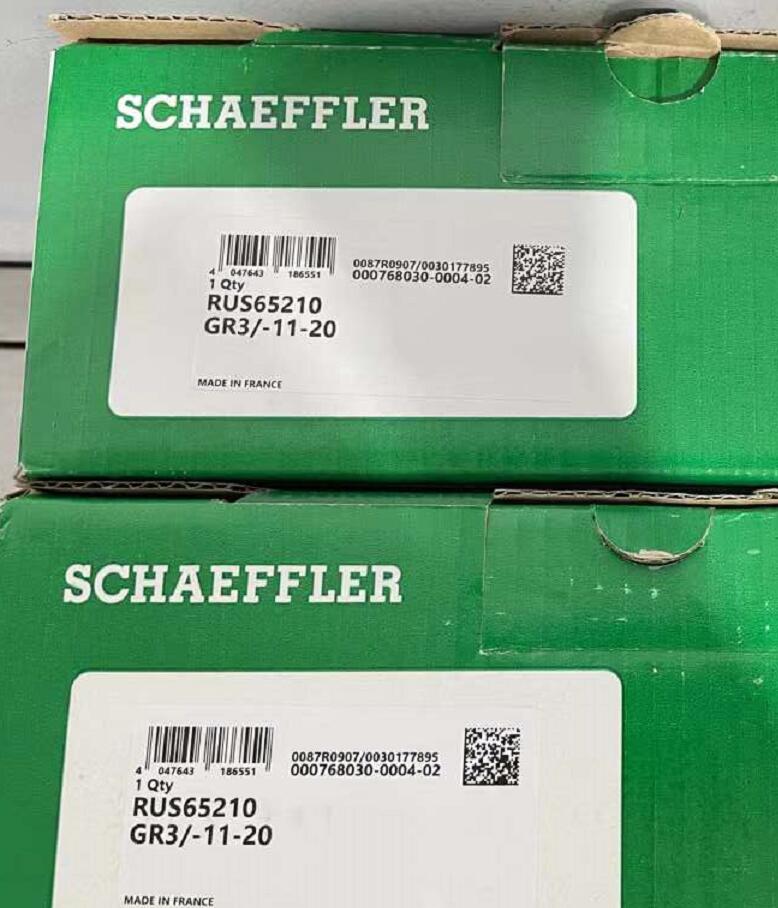 SCHAEFFLER
4 047643 186551
0087R0907/0030177895
000768030-0004-02
1 Qty
RUS65210
GR3/-11-20
MADE IN FRANCE
SCHAEFFLER
4 047643 186551
0087R0907/0030177895
000768030-0004-02
1 Qty
RUS65210
GR3/-11-20
MADE IN FRANCE